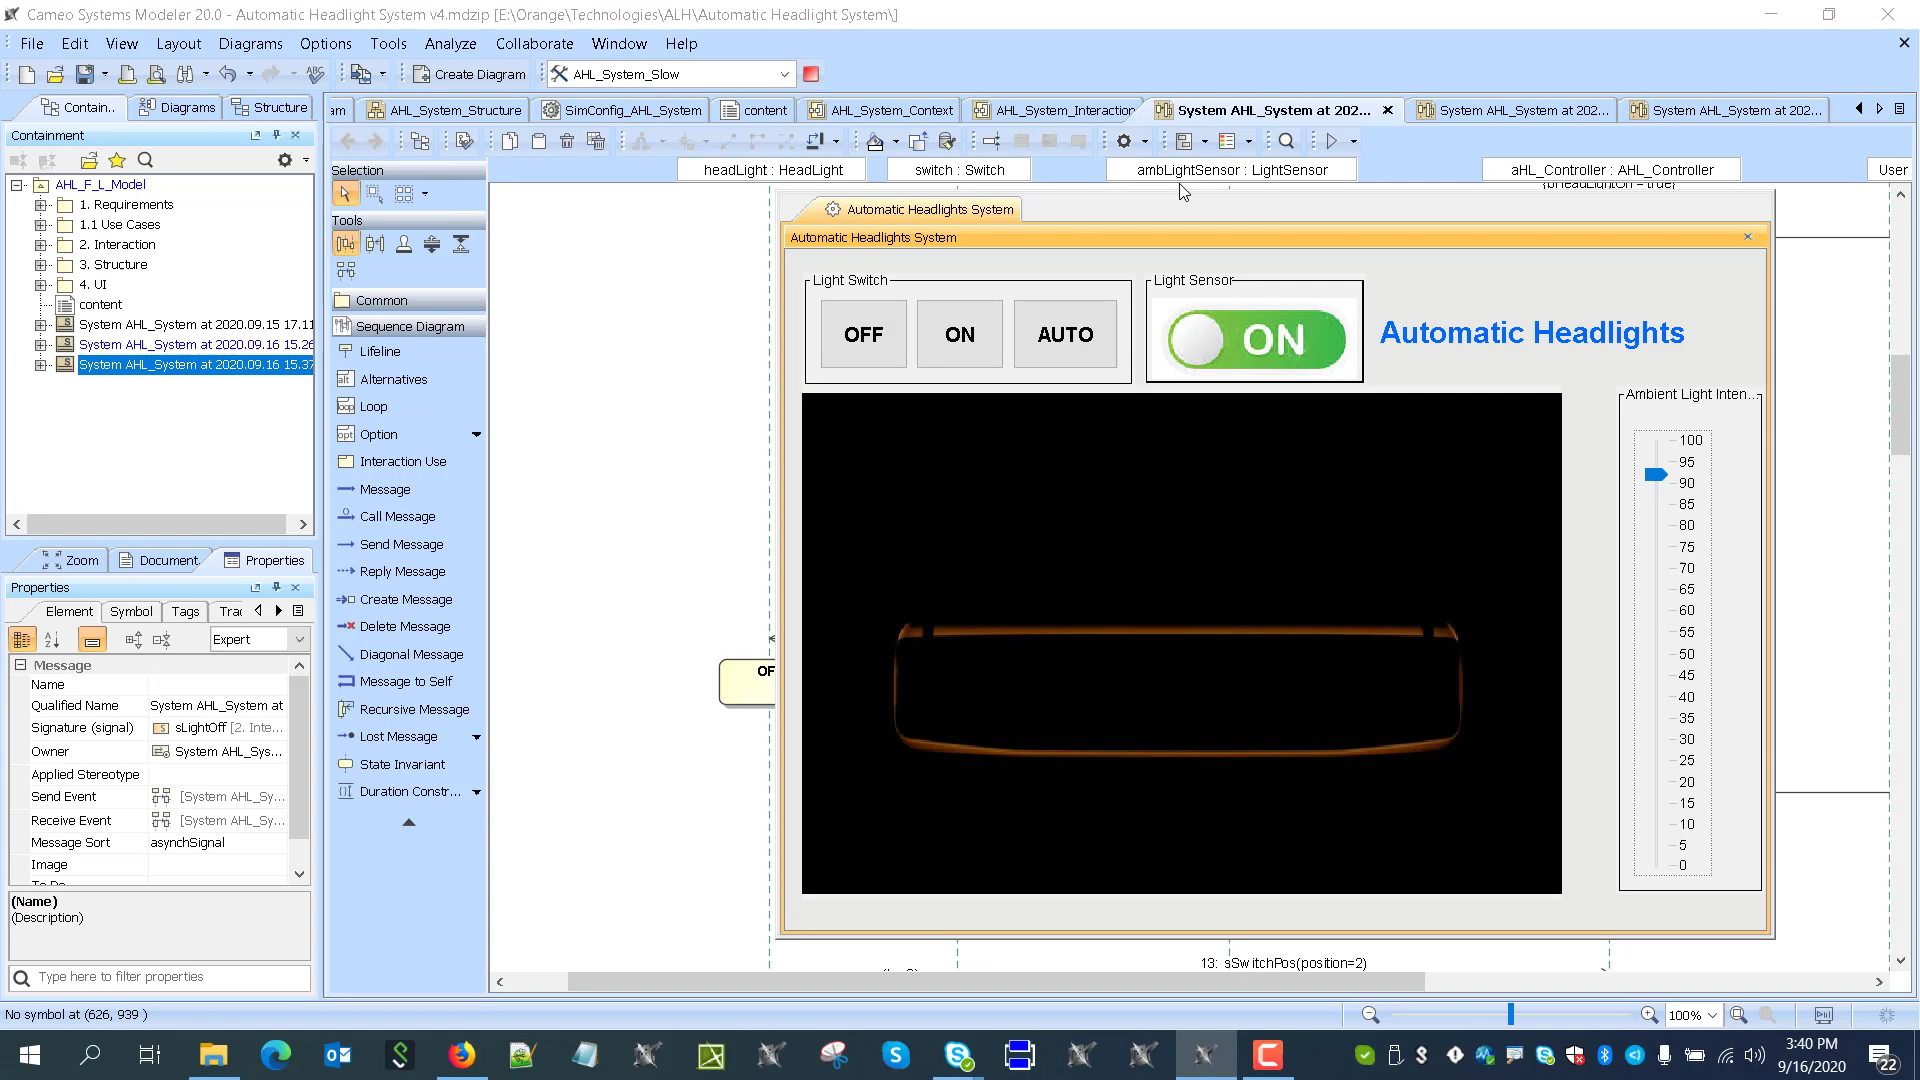 Cameo Systems Modeler 20.0 - Automatic Headlight System v4.mdzip [E:\Orange\Technologies\ALH\Automatic Headlight System\]
File Edit View Layout Diagrams Options Tools Analyze Collaborate Window Help
Create Diagram AHL_System_Slow
Contain.. Diagrams Structure
am AHL_System_Structure SimConfig_AHL_System content AHL_System_Context AHL_System_Interaction System AHL_System at 202... System AHL_System at 202... System AHL_System at 202...
Containment
AHL_F_L_Model
1. Requirements
1.1 Use Cases
2. Interaction
3. Structure
4. UI
content
System AHL_System at 2020.09.15 17.11
System AHL_System at 2020.09.16 15.26
System AHL_System at 2020.09.16 15.37
Zoom Document. Properties
Properties
Element Symbol Tags Tra
Expert
Message
Name
Qualified Name System AHL_System at
Signature (signal) sLightOff [2. Inte...
Owner System AHL_Sys...
Applied Stereotype
Send Event [System AHL_Sy...
Receive Event [System AHL_Sy...
Message Sort asynchSignal
Image
To Do
(Name)
(Description)
Type here to filter properties
Selection
Tools
Common
Sequence Diagram
Lifeline
alt Alternatives
loop Loop
opt Option
Interaction Use
Message
Call Message
Send Message
Reply Message
Create Message
Delete Message
Diagonal Message
Message to Self
Recursive Message
Lost Message
State Invariant
Duration Constr...
headLight : HeadLight
switch : Switch
ambLightSensor : LightSensor
aHL_Controller : AHL_Controller
User
{bHeadLightOn = true}
OF
Automatic Headlights System
Automatic Headlights System
Light Switch
OFF ON AUTO
Light Sensor
ON
Automatic Headlights
Ambient Light Inten...
100
95
90
85
80
75
70
65
60
55
50
45
40
35
30
25
20
15
10
5
0
13: sSwitchPos(position=2)
No symbol at (626, 939 )
100%
3:40 PM
9/16/2020
22